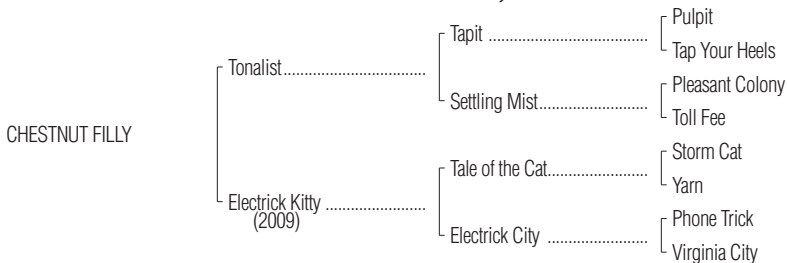 Pulpit
Tapit ........................................
Tap Your Heels
Tonalist....................................
Pleasant Colony
Settling Mist...........................
Toll Fee
CHESTNUT FILLY
Storm Cat
Tale of the Cat.........................
Yarn
Electrick Kitty .........................
(2009)
Phone Trick
Electrick City .........................
Virginia City